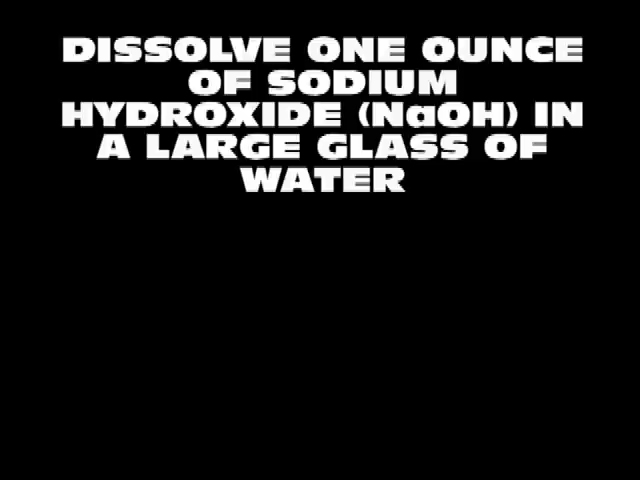 DISSOLVE ONE OUNCE
OF SODIUM
HYDROXIDE (NaOH) IN
A LARGE GLASS OF
WATER